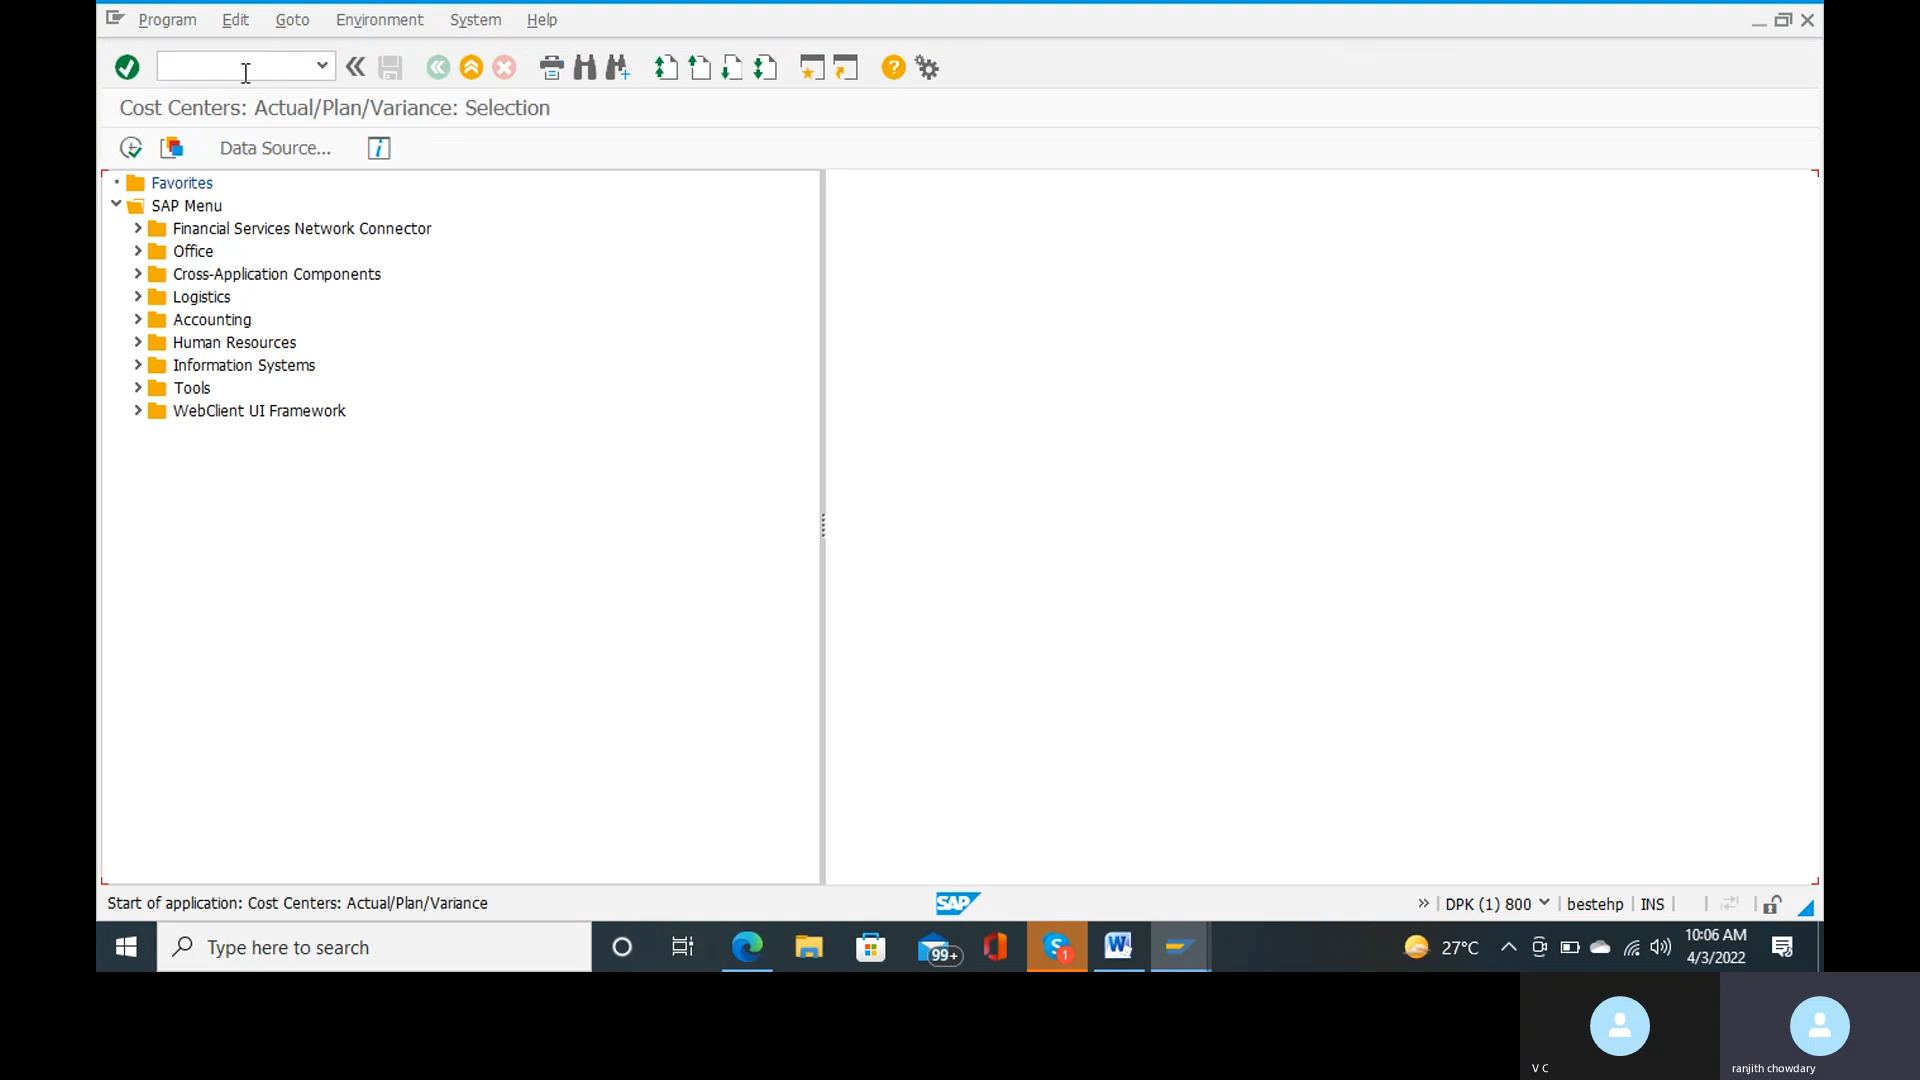 Program Edit Goto Environment System Help
Cost Centers: Actual/Plan/Variance: Selection
Data Source...
Favorites
SAP Menu
Financial Services Network Connector
Office
Cross-Application Components
Logistics
Accounting
Human Resources
Information Systems
Tools
WebClient UI Framework
Start of application: Cost Centers: Actual/Plan/Variance
SAP
DPK (1) 800 bestehp INS
Type here to search
99+
1
27°C
10:06 AM
4/3/2022
V C
ranjith chowdary